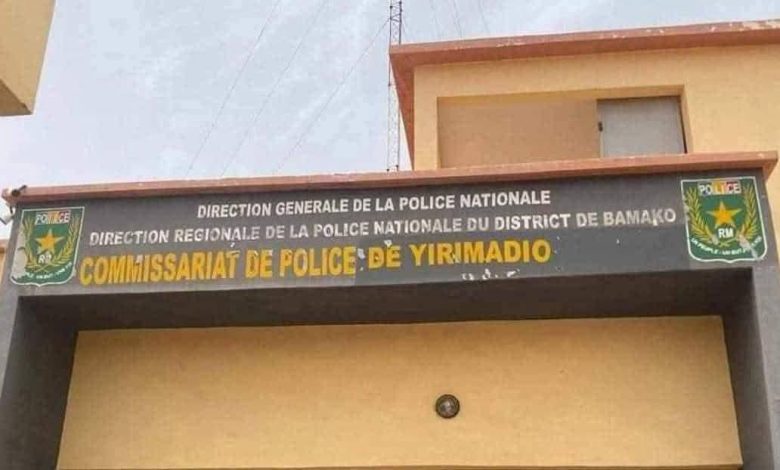 DIRECTION GENERALE DE LA POLICE NATIONALE
DIRECTION REGIONALE DE LA POLICE NATIONALE DU DISTRICT DE BAMAKO
COMMISSARIAT DE POLICE DE YIRIMADIO
POLICE
POLICE
RM